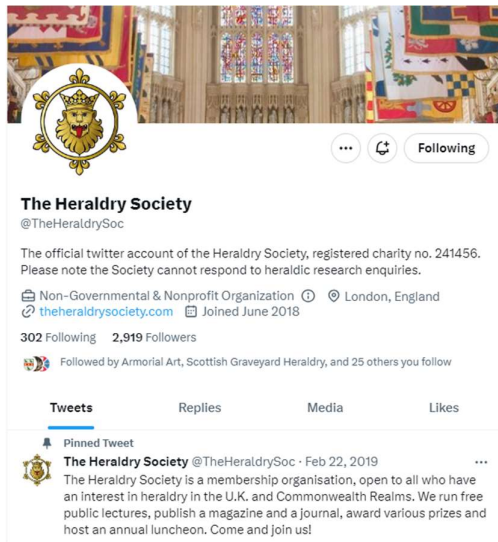 Following
The Heraldry Society
@TheHeraldrySoc
The official twitter account of the Heraldry Society, registered charity no. 241456.
Please note the Society cannot respond to heraldic research enquiries.
Non-Governmental & Nonprofit Organization London, England
theheraldrysociety.com Joined June 2018
302 Following 2,919 Followers
Followed by Armorial Art, Scottish Graveyard Heraldry, and 25 others you follow
Tweets Replies Media Likes
Pinned Tweet
The Heraldry Society @TheHeraldrySoc · Feb 22, 2019
The Heraldry Society is a membership organisation, open to all who have
an interest in heraldry in the U.K. and Commonwealth Realms. We run free
public lectures, publish a magazine and a journal, award various prizes and
host an annual luncheon. Come and join us!